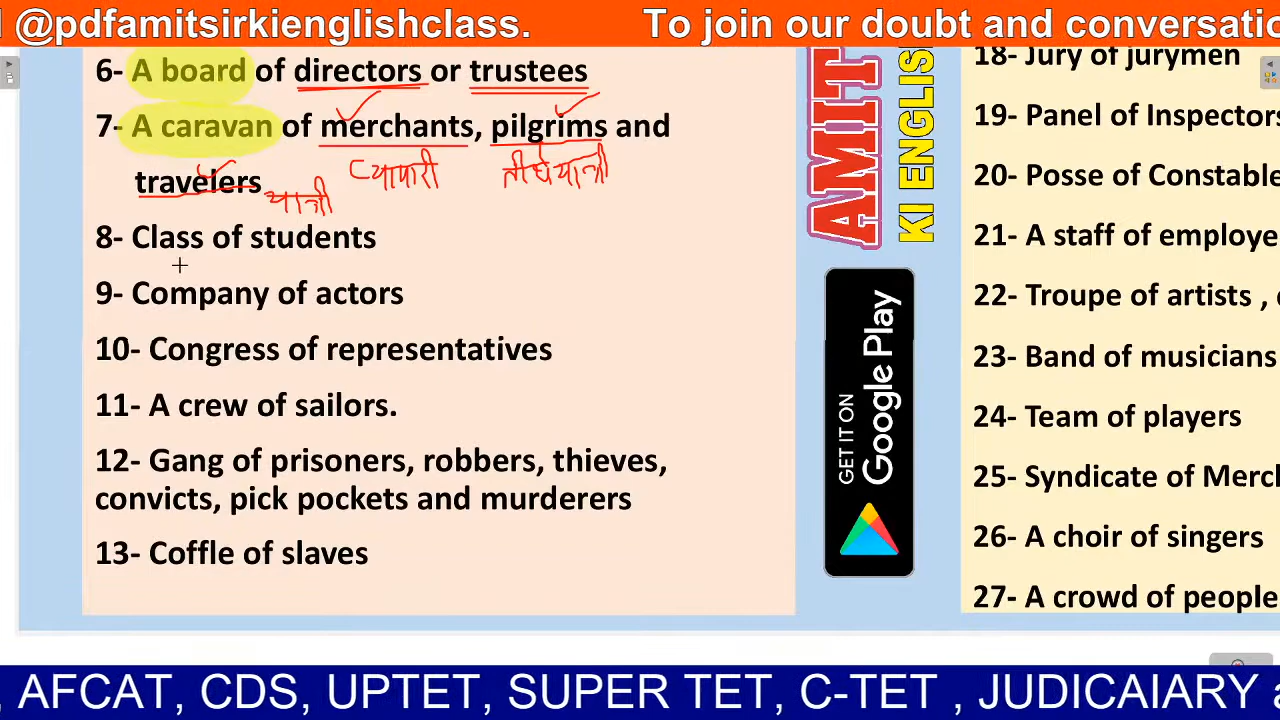 @pdfamitsirkienglishclass. To join our doubt and conversatio
6- A board of directors or trustees
7- A caravan of merchants, pilgrims and
travelers
व्यापारी
तीर्थयात्री
यात्री
8- Class of students
9- Company of actors
10- Congress of representatives
11- A crew of sailors.
12- Gang of prisoners, robbers, thieves,
convicts, pick pockets and murderers
13- Coffle of slaves
AMIT
KI ENGLISH
GET IT ON
Google Play
18- Jury of jurymen
19- Panel of Inspectors
20- Posse of Constable
21- A staff of employe
22- Troupe of artists ,
23- Band of musicians
24- Team of players
25- Syndicate of Merch
26- A choir of singers
27- A crowd of people
, AFCAT, CDS, UPTET, SUPER TET, C-TET , JUDICAIARY a